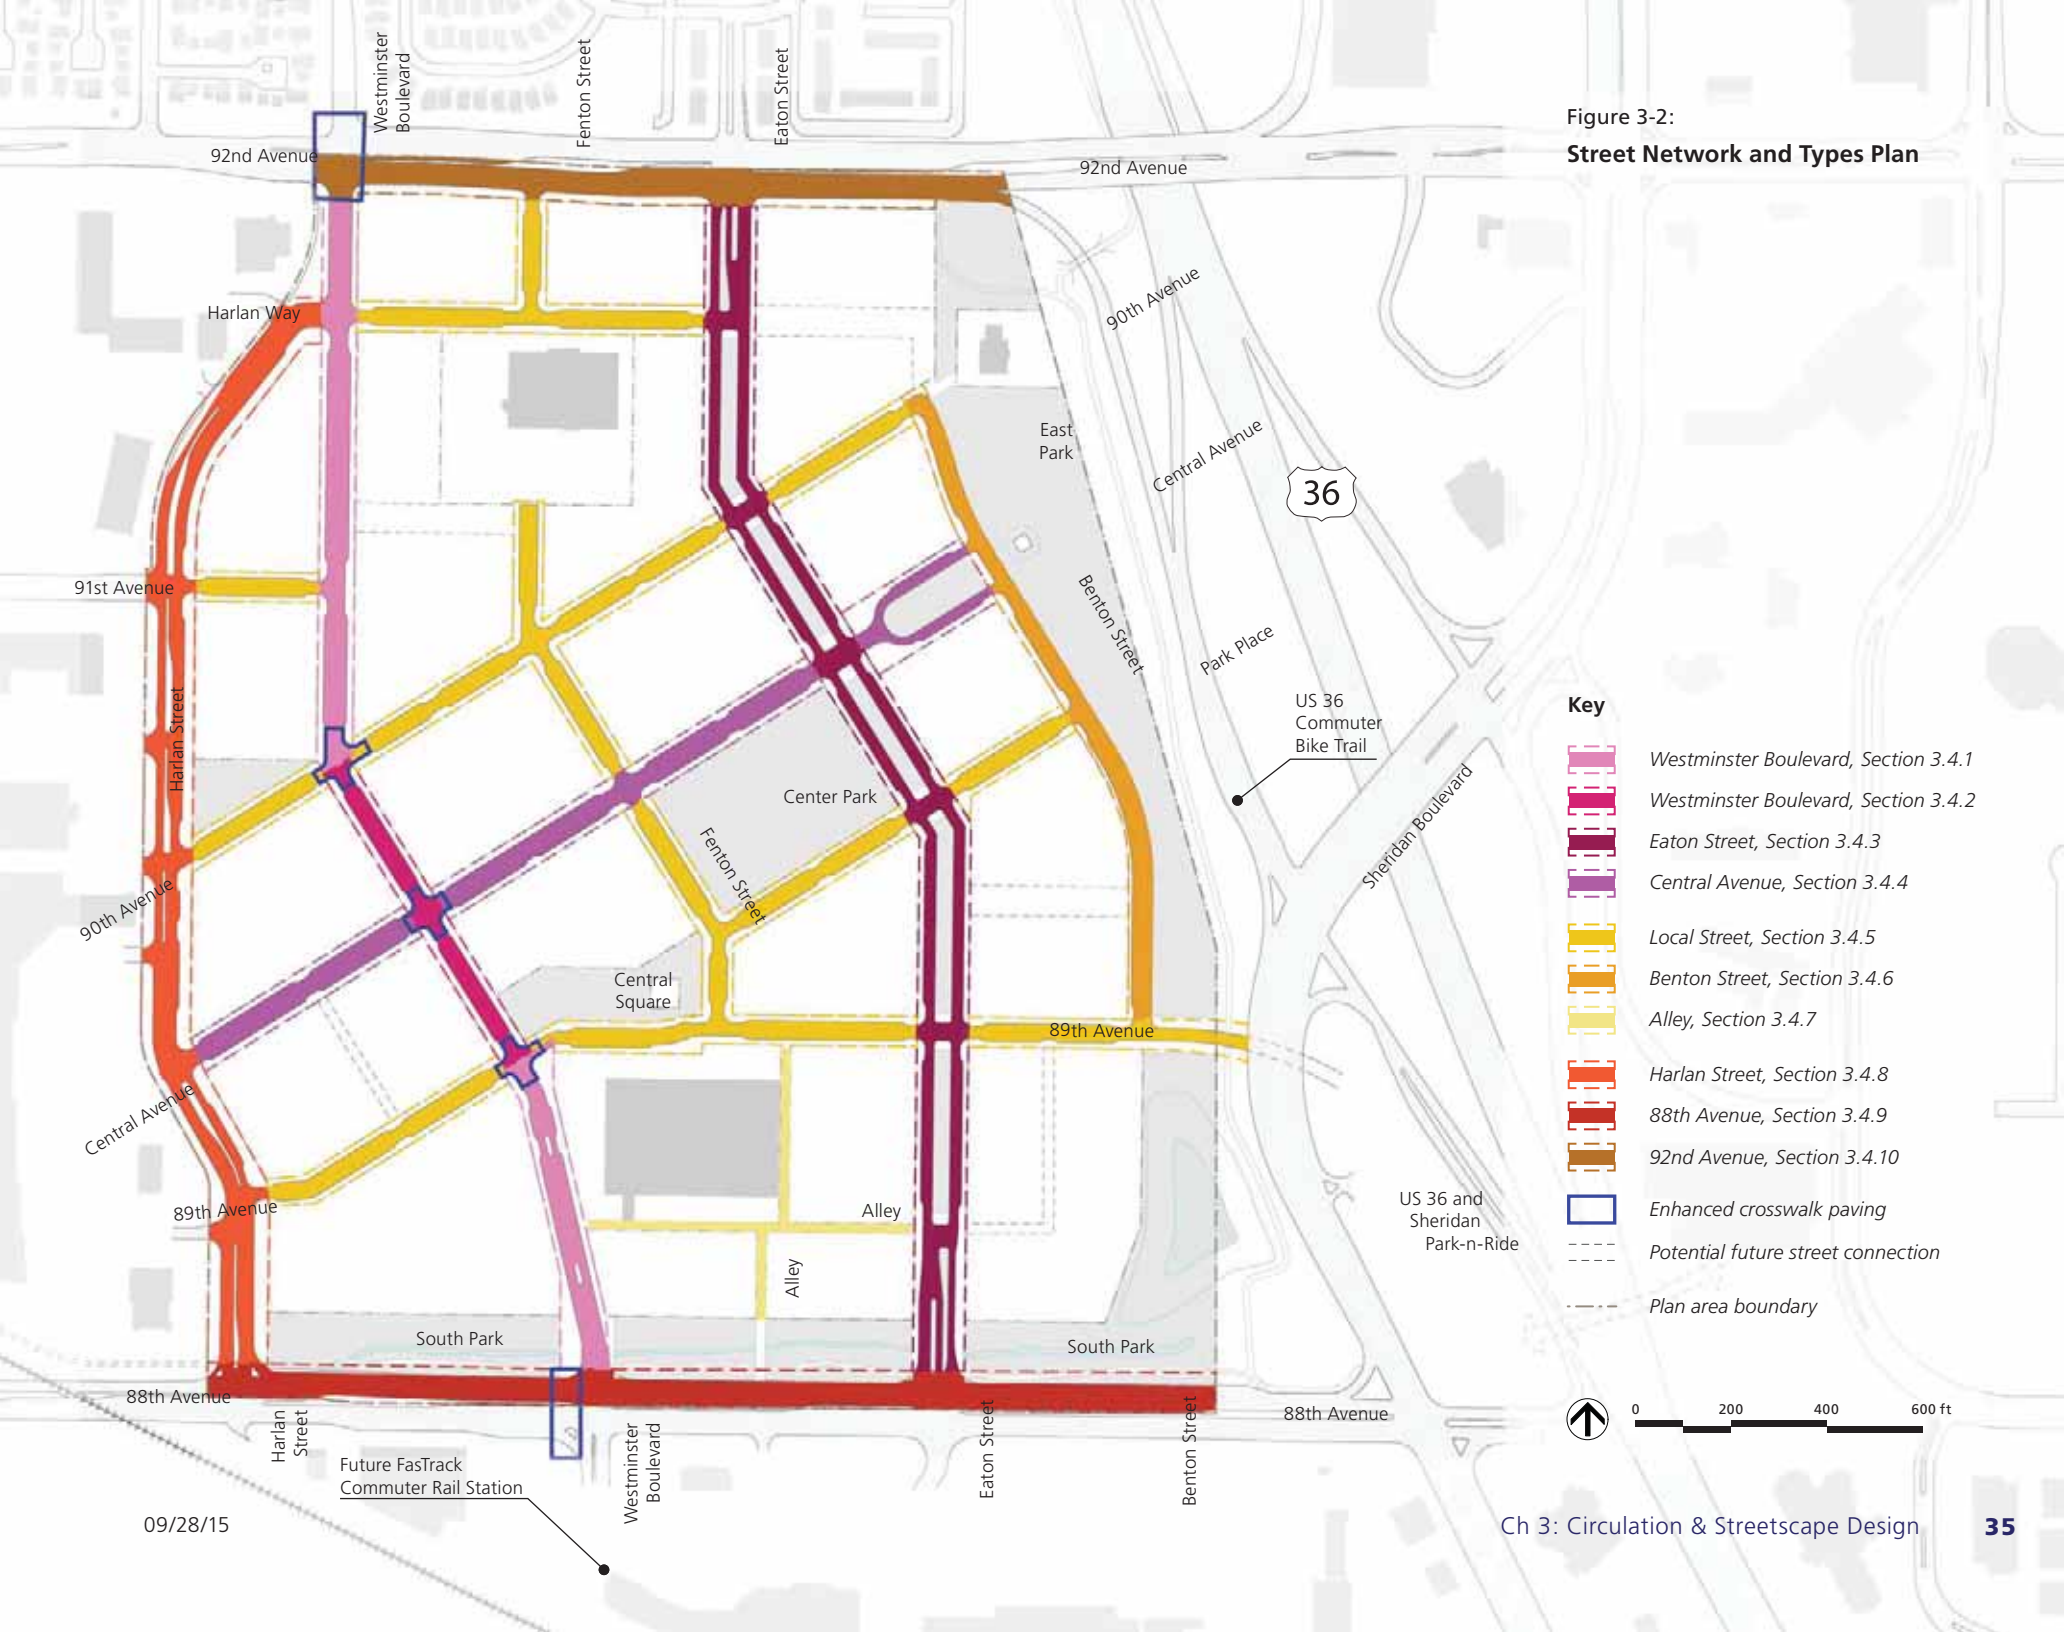 Figure 3-2:
Street Network and Types Plan
Westminster
Boulevard
Fenton Street
Eaton Street
92nd Avenue
92nd Avenue
Harlan Way
90th Avenue
East
Park
Central Avenue
36
91st Avenue
Benton Street
Park Place
Harlan Street
US 36
Commuter
Bike Trail
Center Park
Sheridan Boulevard
Fenton Street
90th Avenue
Central
Square
89th Avenue
Central Avenue
89th Avenue
Alley
Alley
US 36 and
Sheridan
Park-n-Ride
South Park
South Park
88th Avenue
88th Avenue
Harlan
Street
Westminster
Boulevard
Eaton Street
Benton Street
Future FasTrack
Commuter Rail Station
Key
Westminster Boulevard, Section 3.4.1
Westminster Boulevard, Section 3.4.2
Eaton Street, Section 3.4.3
Central Avenue, Section 3.4.4
Local Street, Section 3.4.5
Benton Street, Section 3.4.6
Alley, Section 3.4.7
Harlan Street, Section 3.4.8
88th Avenue, Section 3.4.9
92nd Avenue, Section 3.4.10
Enhanced crosswalk paving
Potential future street connection
Plan area boundary
0 200 400 600 ft
09/28/15
Ch 3: Circulation & Streetscape Design 35